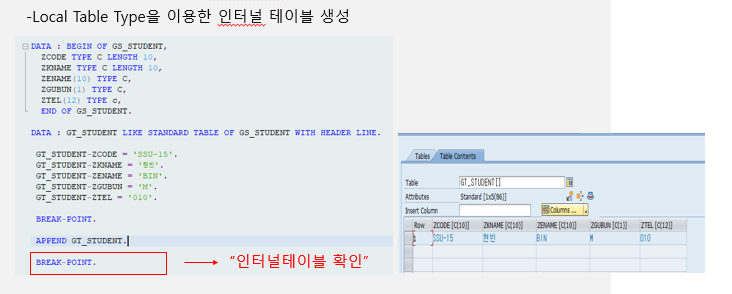 -Local Table Type을 이용한 인터널 테이블 생성
DATA : BEGIN OF GS_STUDENT,
ZCODE TYPE C LENGTH 10,
ZKNAME TYPE C LENGTH 10,
ZENAME(10) TYPE C,
ZGUBUN(1) TYPE C,
ZTEL(12) TYPE c,
END OF GS_STUDENT.
DATA : GT_STUDENT LIKE STANDARD TABLE OF GS_STUDENT WITH HEADER LINE.
GT_STUDENT-ZCODE = 'SSU-15'.
GT_STUDENT-ZKNAME = '현빈'.
GT_STUDENT-ZENAME = 'BIN'.
GT_STUDENT-ZGUBUN = 'M'.
GT_STUDENT-ZTEL = '010'.
BREAK-POINT.
APPEND GT_STUDENT.
BREAK-POINT.
"인터널테이블 확인"
Tables Table Contents
Table GT_STUDENT[]
Attributes Standard [1x5(86)]
Insert Column Columns ...
Row ZCODE [C(10)] ZKNAME [C(10)] ZENAME [C(10)] ZGUBUN [C(1)] ZTEL [C(12)]
1 SSU-15 현빈 BIN M 010